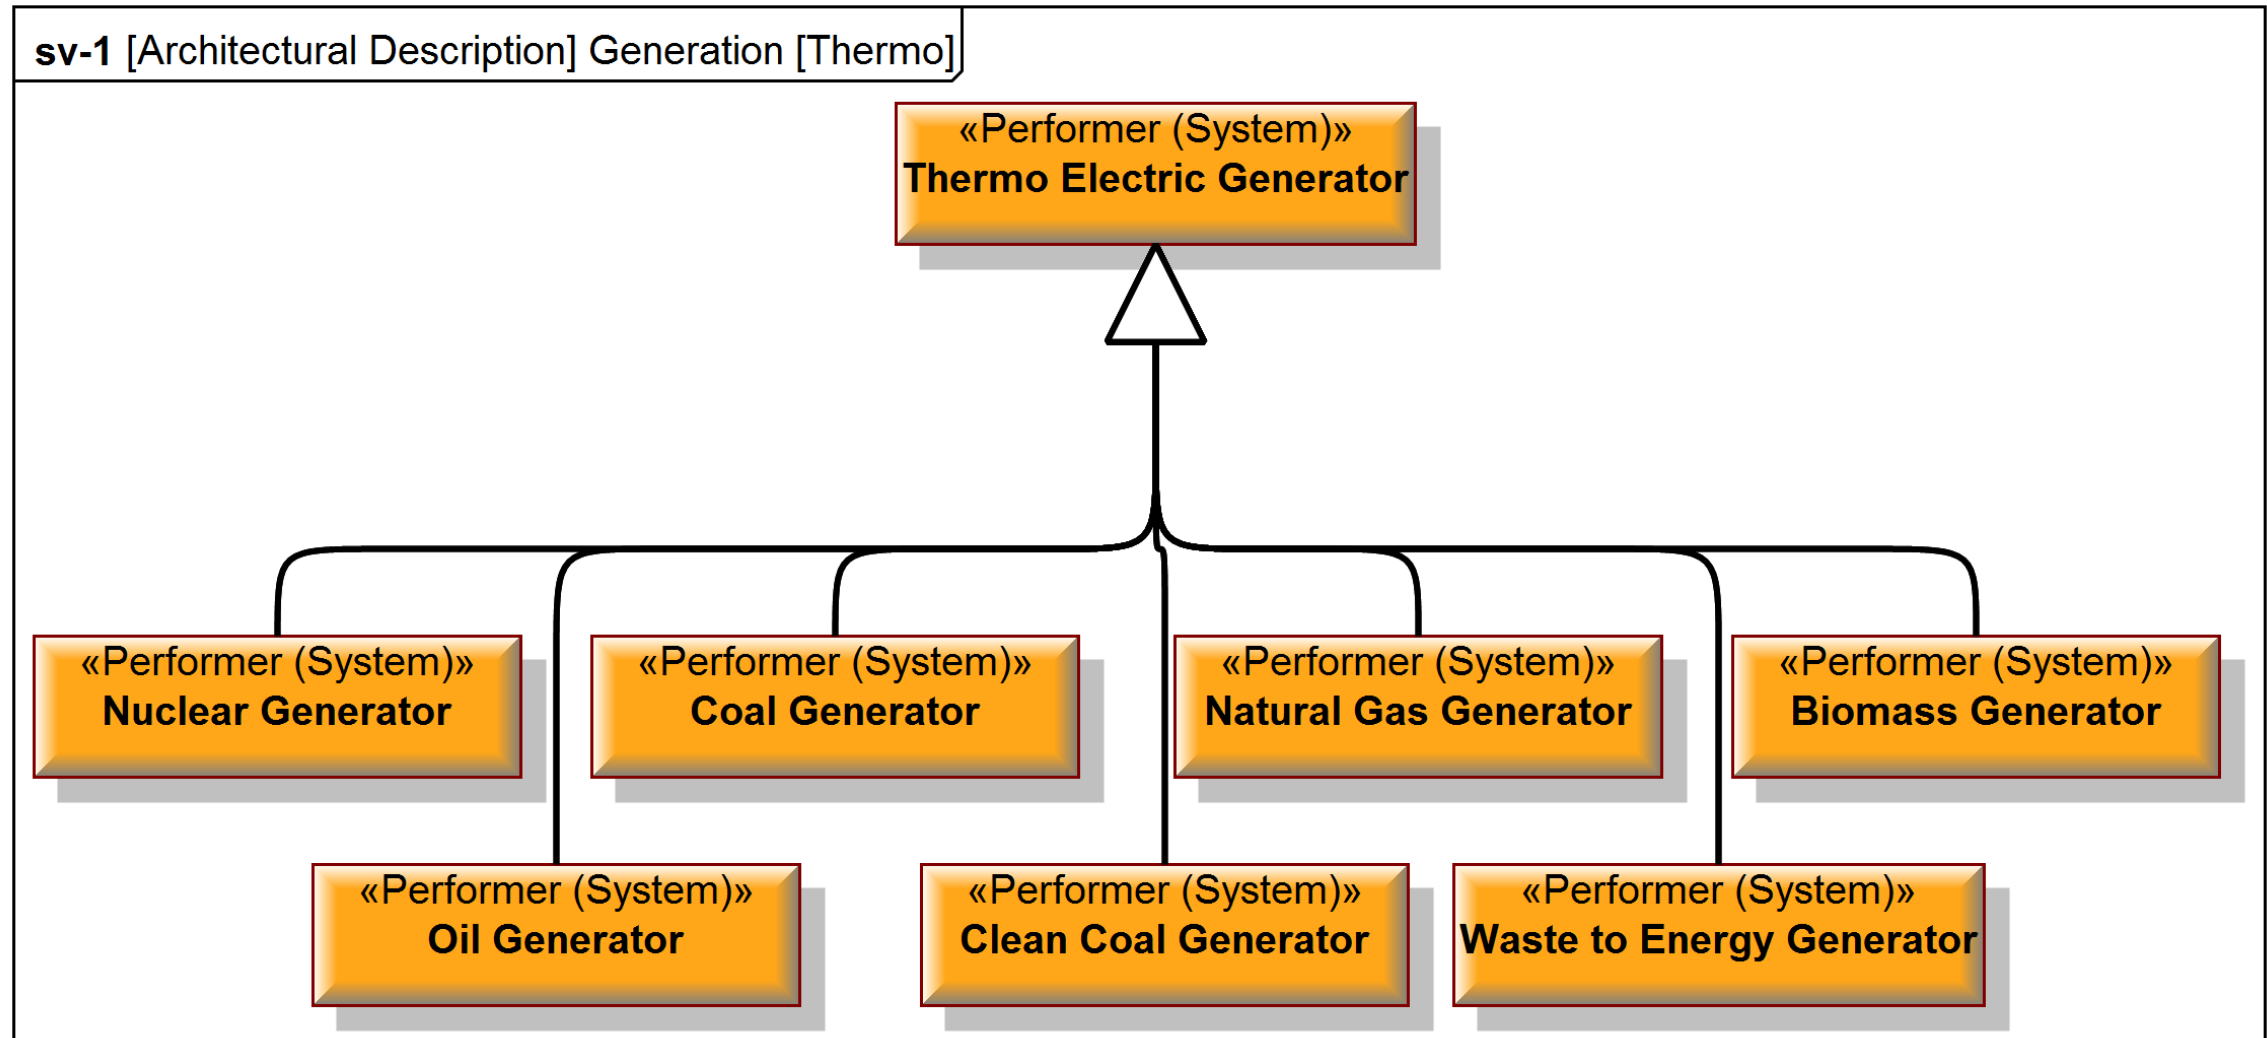 sv-1 [Architectural Description] Generation [Thermo]
«Performer (System)»
Thermo Electric Generator
«Performer (System)»
Nuclear Generator
«Performer (System)»
Coal Generator
«Performer (System)»
Natural Gas Generator
«Performer (System)»
Biomass Generator
«Performer (System)»
Oil Generator
«Performer (System)»
Clean Coal Generator
«Performer (System)»
Waste to Energy Generator